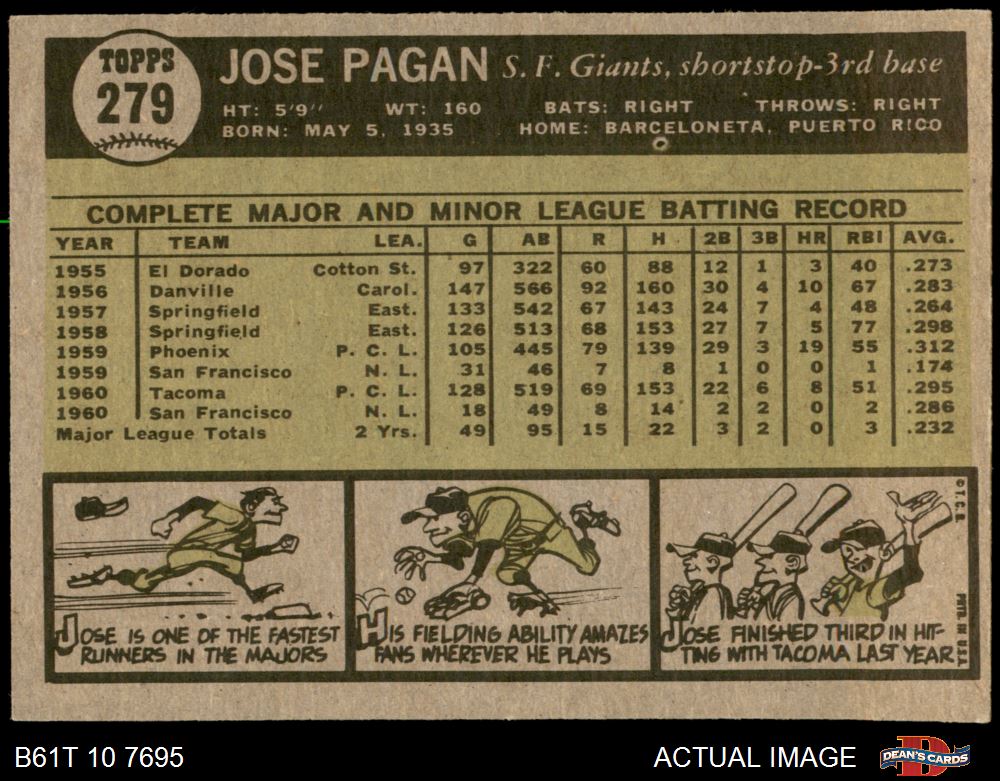 TOPPS
279
JOSE PAGAN S. F. Giants, shortstop-3rd base
HT: 5'9'' WT: 160 BATS: RIGHT THROWS: RIGHT
BORN: MAY 5, 1935 HOME: BARCELONETA, PUERTO RICO
COMPLETE MAJOR AND MINOR LEAGUE BATTING RECORD
YEAR TEAM LEA. G AB R H 2B 3B HR RBI AVG.
1955 El Dorado Cotton St. 97 322 60 88 12 1 3 40 .273
1956 Danville Carol. 147 566 92 160 30 4 10 67 .283
1957 Springfield East. 133 542 67 143 24 7 4 48 .264
1958 Springfield East. 126 513 68 153 27 7 5 77 .298
1959 Phoenix P. C. L. 105 445 79 139 29 3 19 55 .312
1959 San Francisco N. L. 31 46 7 8 1 0 0 1 .174
1960 Tacoma P. C. L. 128 519 69 153 22 6 8 51 .295
1960 San Francisco N. L. 18 49 8 14 2 2 0 2 .286
Major League Totals 2 Yrs. 49 95 15 22 3 2 0 3 .232
JOSE IS ONE OF THE FASTEST
RUNNERS IN THE MAJORS
HIS FIELDING ABILITY AMAZES
FANS WHEREVER HE PLAYS
JOSE FINISHED THIRD IN HIT-
TING WITH TACOMA LAST YEAR
© T. C. G. PRTD. IN U.S.A.
B61T 10 7695
ACTUAL IMAGE
DEAN'S CARDS